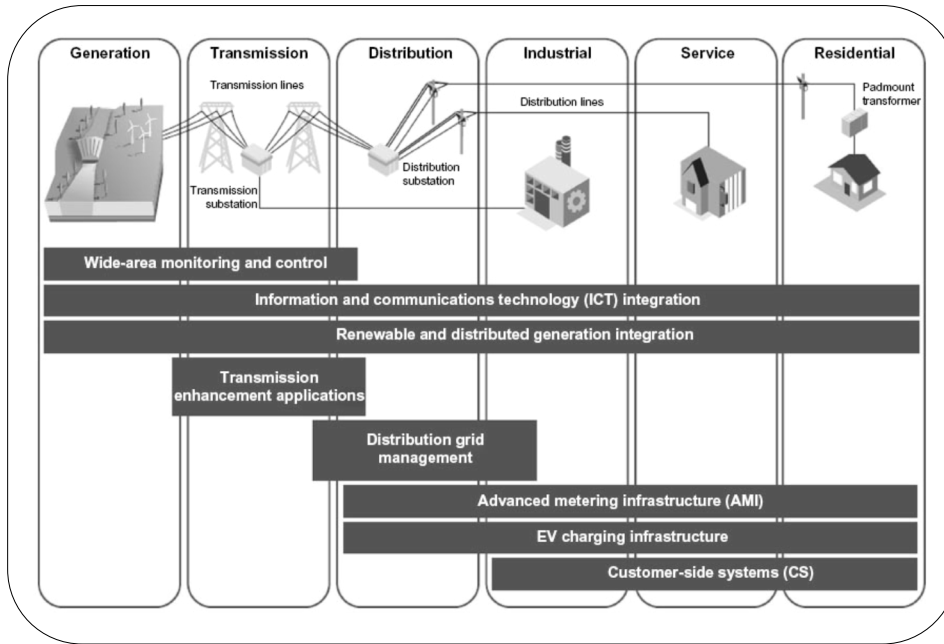 Generation
Transmission
Distribution
Industrial
Service
Residential
Transmission lines
Padmount
transformer
Distribution lines
Distribution
substation
Transmission
substation
Wide-area monitoring and control
Information and communications technology (ICT) integration
Renewable and distributed generation integration
Transmission
enhancement applications
Distribution grid
management
Advanced metering infrastructure (AMI)
EV charging infrastructure
Customer-side systems (CS)